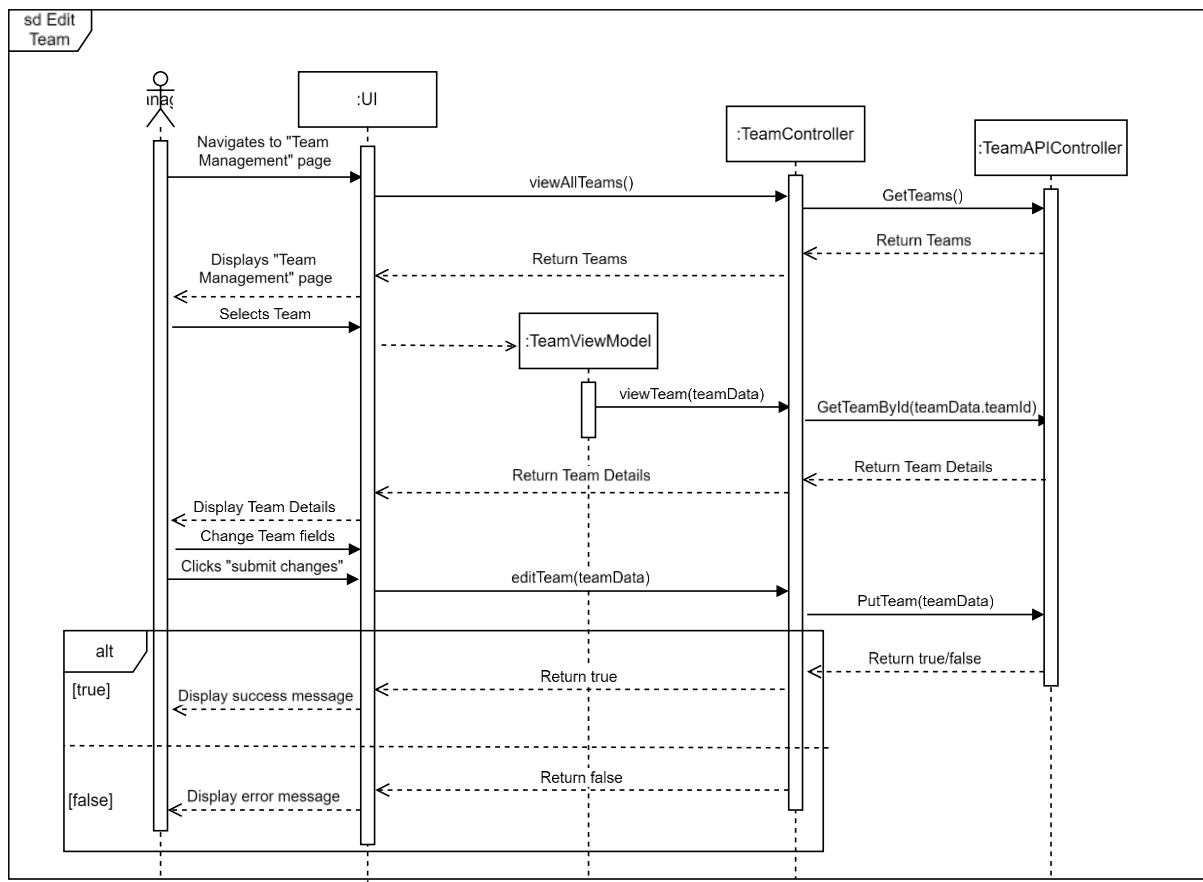 sd Edit
Team
:UI
:TeamController
:TeamAPIController
Navigates to "Team
Management" page
viewAllTeams()
GetTeams()
Return Teams
Return Teams
Displays "Team
Management" page
Selects Team
:TeamViewModel
viewTeam(teamData)
GetTeamById(teamData.teamId)
Return Team Details
Return Team Details
Display Team Details
Change Team fields
Clicks "submit changes"
editTeam(teamData)
PutTeam(teamData)
alt
Return true/false
[true]
Return true
Display success message
Return false
[false]
Display error message